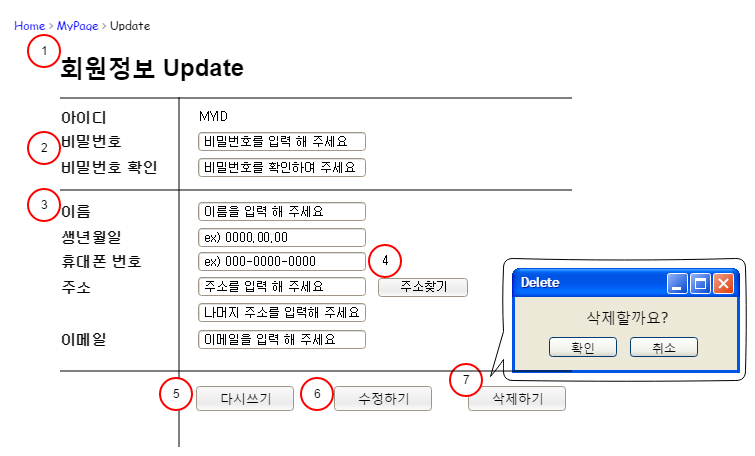 Home > MyPage > Update
1
회원정보 Update
아이디 MYID
2
비밀번호 비밀번호를 입력 해 주세요
비밀번호 확인 비밀번호를 확인하여 주세요
3
이름 이름을 입력 해 주세요
생년월일 ex) 0000.00.00
휴대폰 번호 ex) 000-0000-0000
4
주소 주소를 입력 해 주세요 주소찾기
나머지 주소를 입력해 주세요
이메일 이메일을 입력 해 주세요
Delete
삭제할까요?
확인 취소
5 다시쓰기 6 수정하기 7 삭제하기